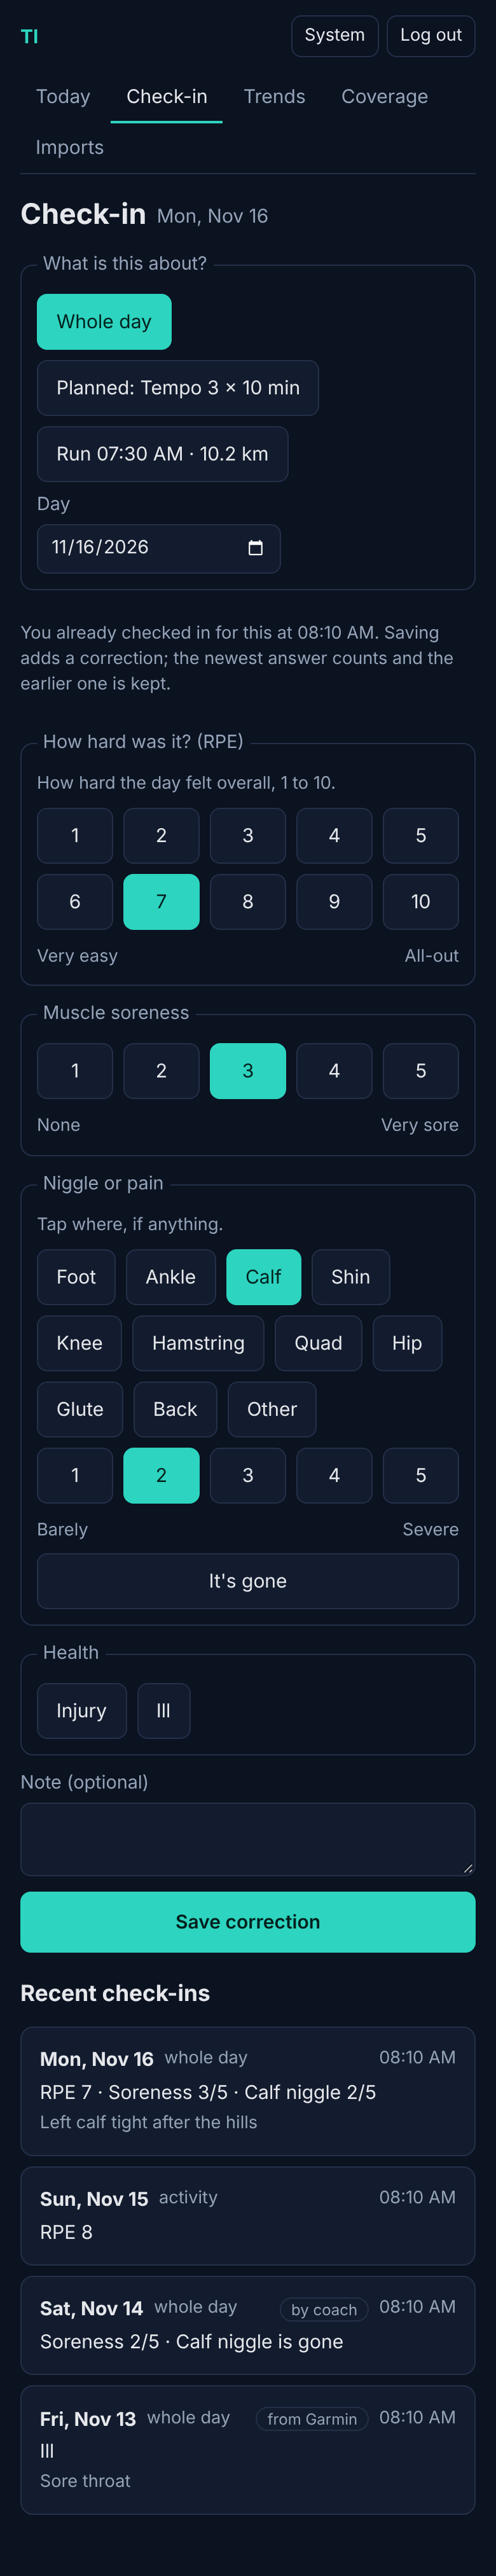 TI
System
Log out
Today
Check-in
Trends
Coverage
Imports
Check-in Mon, Nov 16
What is this about?
Whole day
Planned: Tempo 3 × 10 min
Run 07:30 AM · 10.2 km
Day
11/16/2026
You already checked in for this at 08:10 AM. Saving
adds a correction; the newest answer counts and the
earlier one is kept.
How hard was it? (RPE)
How hard the day felt overall, 1 to 10.
1 2 3 4 5
6 7 8 9 10
Very easy All-out
Muscle soreness
1 2 3 4 5
None Very sore
Niggle or pain
Tap where, if anything.
Foot Ankle Calf Shin
Knee Hamstring Quad Hip
Glute Back Other
1 2 3 4 5
Barely Severe
It's gone
Health
Injury Ill
Note (optional)
Save correction
Recent check-ins
Mon, Nov 16 whole day 08:10 AM
RPE 7 · Soreness 3/5 · Calf niggle 2/5
Left calf tight after the hills
Sun, Nov 15 activity 08:10 AM
RPE 8
Sat, Nov 14 whole day by coach 08:10 AM
Soreness 2/5 · Calf niggle is gone
Fri, Nov 13 whole day from Garmin 08:10 AM
Ill
Sore throat